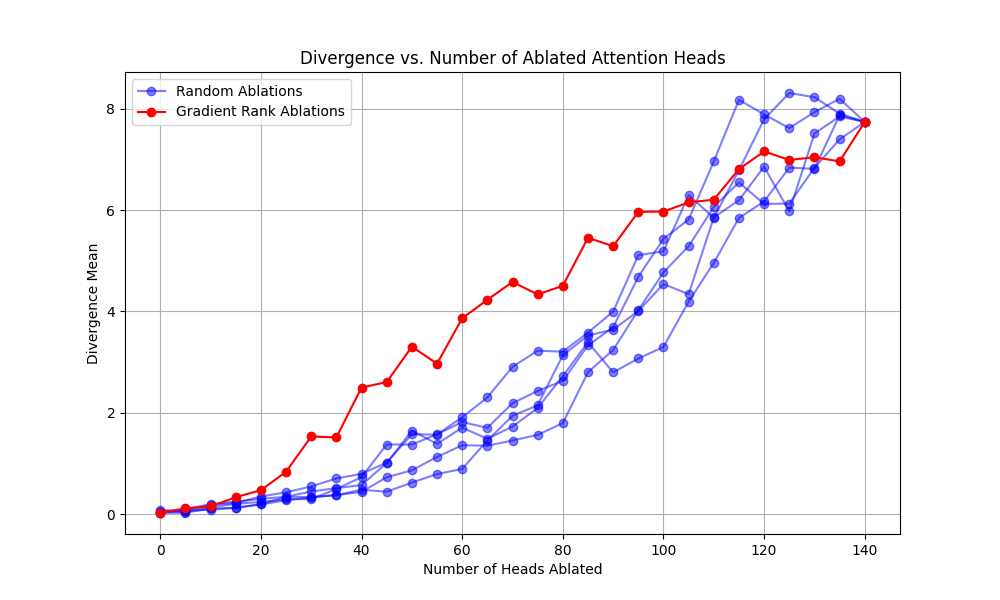 Divergence vs. Number of Ablated Attention Heads
Random Ablations
Gradient Rank Ablations
8
6
4
2
0
Divergence Mean
0 20 40 60 80 100 120 140
Number of Heads Ablated